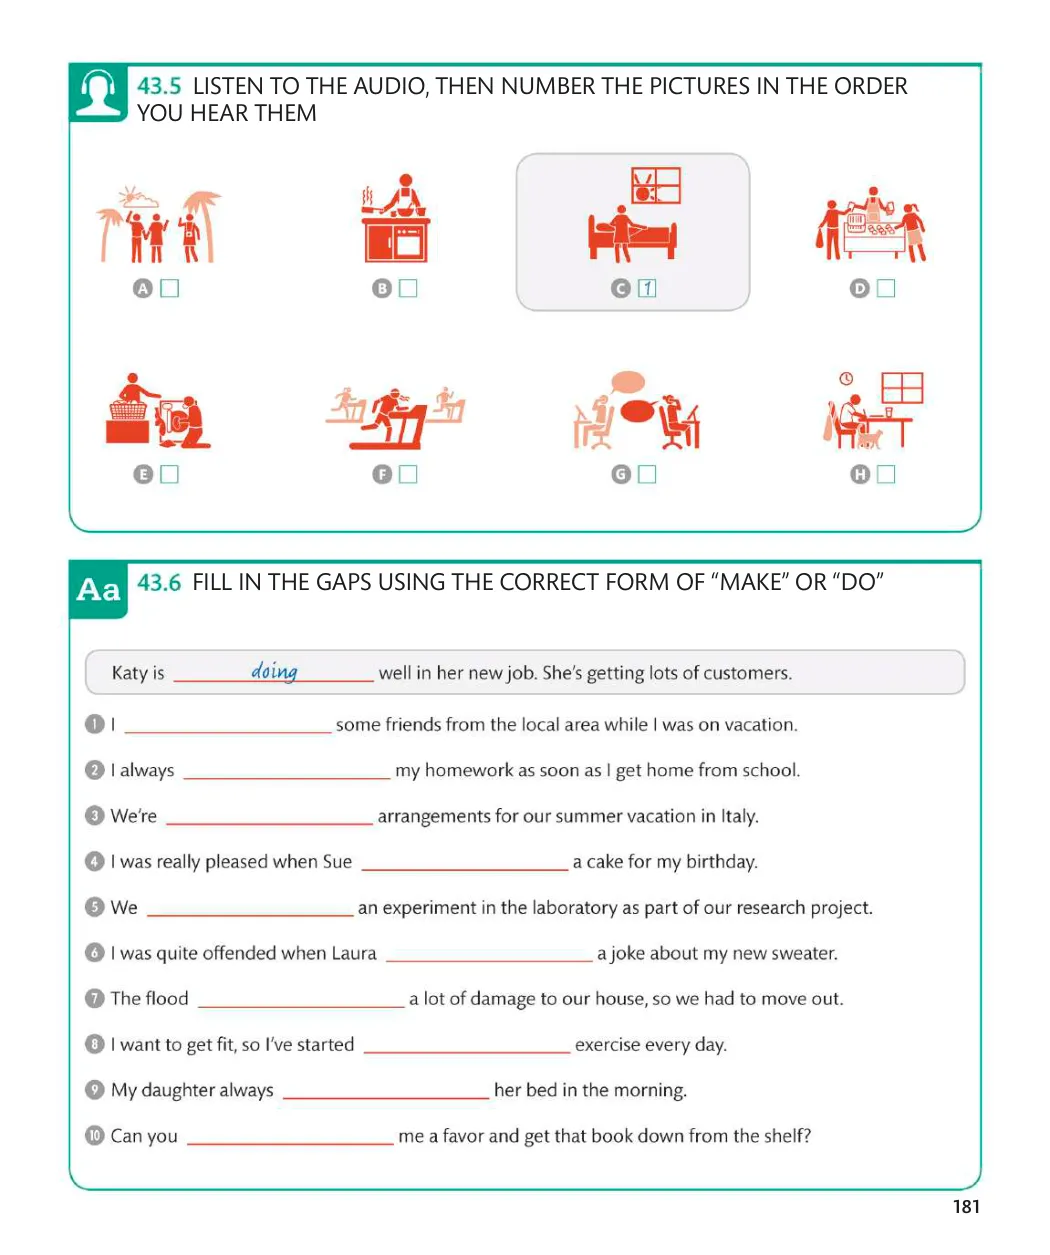 43.5 LISTEN TO THE AUDIO, THEN NUMBER THE PICTURES IN THE ORDER
YOU HEAR THEM
A
B
C 1
D
E
F
G
H
Aa 43.6 FILL IN THE GAPS USING THE CORRECT FORM OF “MAKE” OR “DO”
Katy is doing well in her new job. She’s getting lots of customers.
1 I some friends from the local area while I was on vacation.
2 I always my homework as soon as I get home from school.
3 We’re arrangements for our summer vacation in Italy.
4 I was really pleased when Sue a cake for my birthday.
5 We an experiment in the laboratory as part of our research project.
6 I was quite offended when Laura a joke about my new sweater.
7 The flood a lot of damage to our house, so we had to move out.
8 I want to get fit, so I’ve started exercise every day.
9 My daughter always her bed in the morning.
10 Can you me a favor and get that book down from the shelf?
181